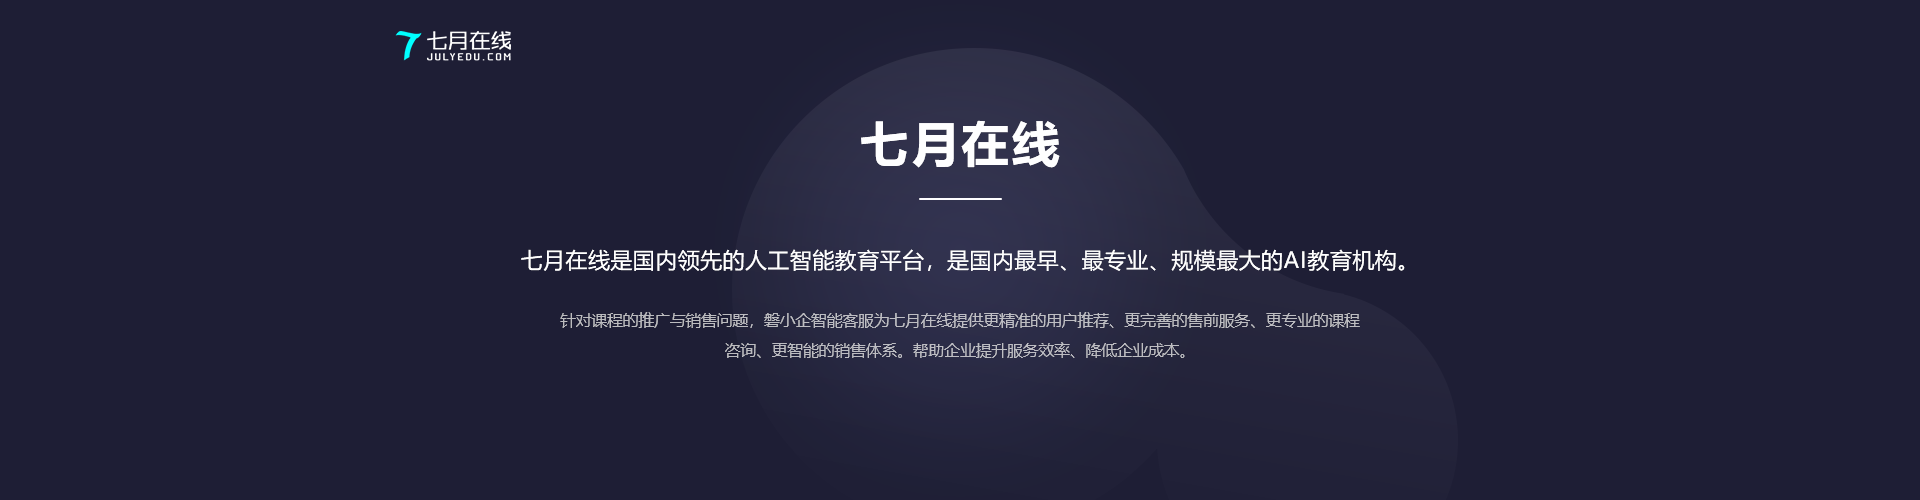 七月在线
JULYEDU.COM
七月在线
七月在线是国内领先的人工智能教育平台，是国内最早、最专业、规模最大的AI教育机构。
针对课程的推广与销售问题，磐小企智能客服为七月在线提供更精准的用户推荐、更完善的售前服务、更专业的课程
咨询、更智能的销售体系。帮助企业提升服务效率、降低企业成本。